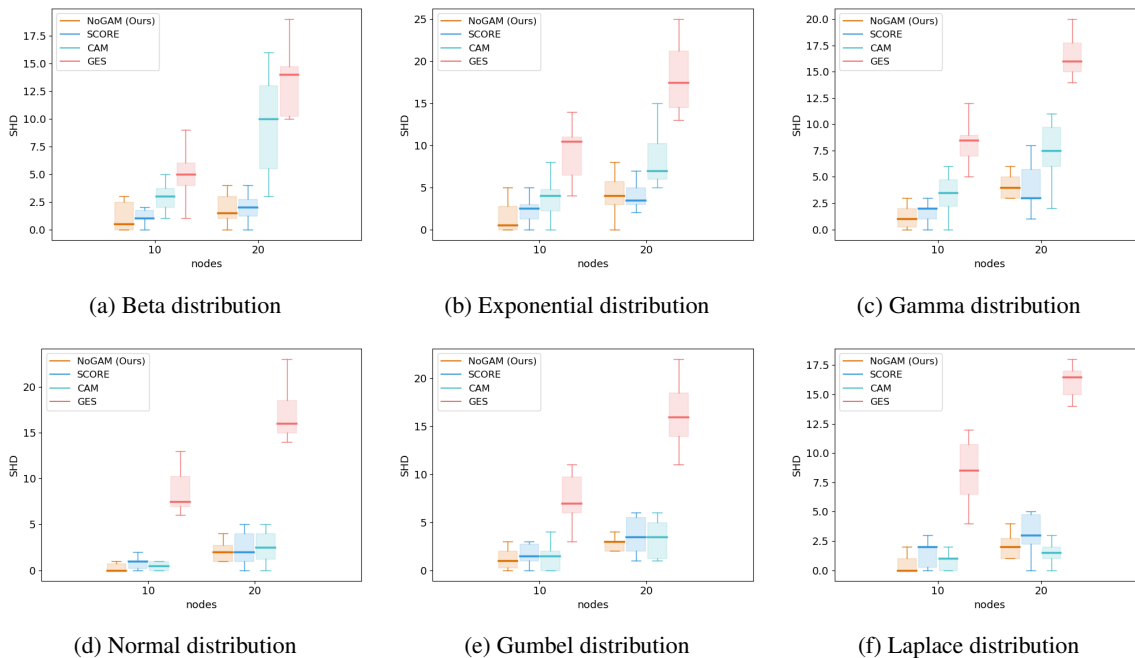 NoGAM (Ours)
SCORE
CAM
GES
17.5
15.0
12.5
10.0
7.5
5.0
2.5
0.0
SHD
10
20
nodes
(a) Beta distribution
NoGAM (Ours)
SCORE
CAM
GES
25
20
15
10
5
0
SHD
10
20
nodes
(b) Exponential distribution
NoGAM (Ours)
SCORE
CAM
GES
20.0
17.5
15.0
12.5
10.0
7.5
5.0
2.5
0.0
SHD
10
20
nodes
(c) Gamma distribution
NoGAM (Ours)
SCORE
CAM
GES
20
15
10
5
0
SHD
10
20
nodes
(d) Normal distribution
NoGAM (Ours)
SCORE
CAM
GES
20
15
10
5
0
SHD
10
20
nodes
(e) Gumbel distribution
NoGAM (Ours)
SCORE
CAM
GES
17.5
15.0
12.5
10.0
7.5
5.0
2.5
0.0
SHD
10
20
nodes
(f) Laplace distribution